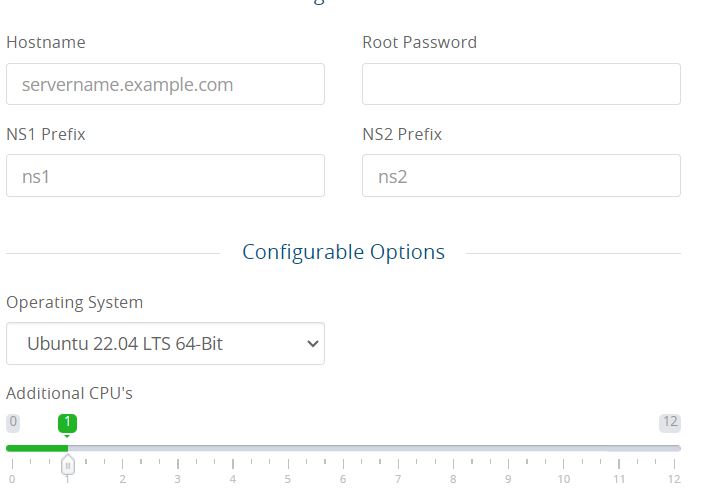 Hostname
Root Password
servername.example.com
NS1 Prefix
NS2 Prefix
ns1
ns2
Configurable Options
Operating System
Ubuntu 22.04 LTS 64-Bit
Additional CPU's
0 1 12
0 1 2 3 4 5 6 7 8 9 10 11 12